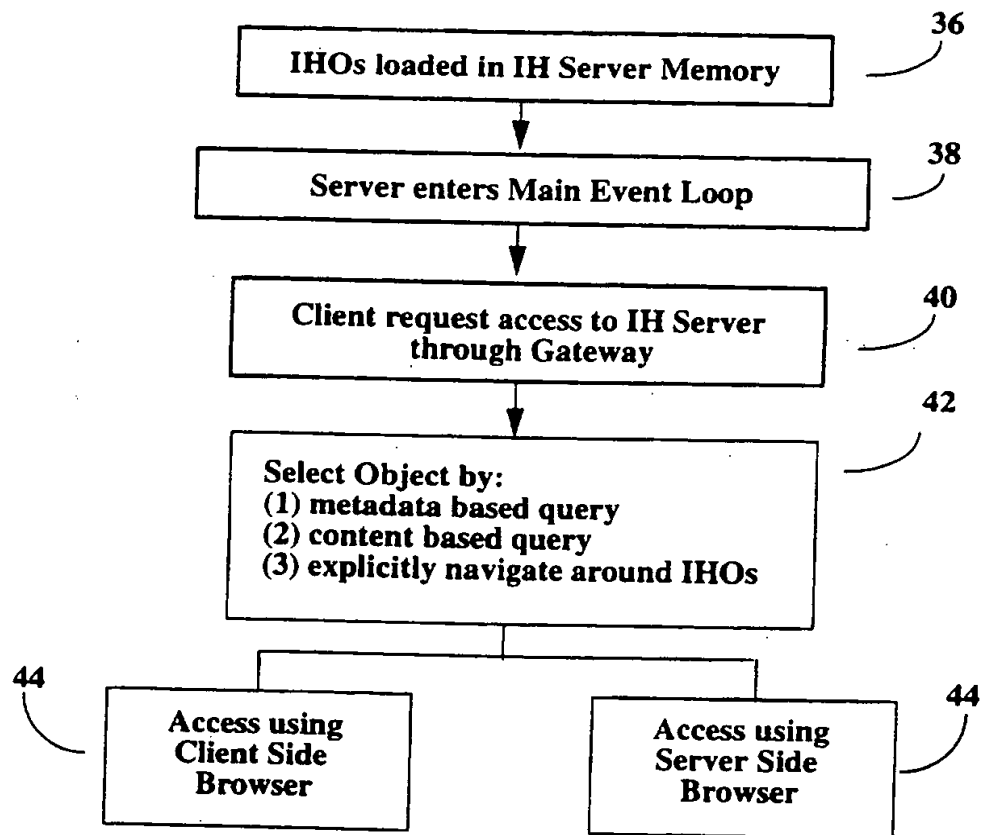 36
IHOs loaded in IH Server Memory
38
Server enters Main Event Loop
40
Client request access to IH Server
through Gateway
42
Select Object by:
(1) metadata based query
(2) content based query
(3) explicitly navigate around IHOs
44
Access using
Client Side
Browser
44
Access using
Server Side
Browser